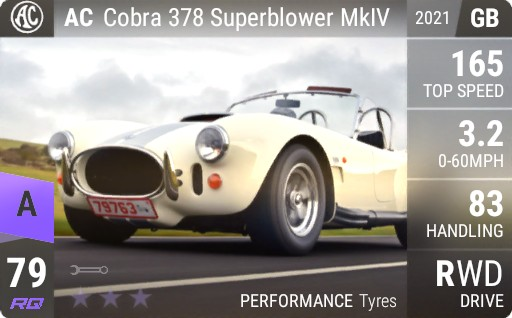 AC
AC Cobra 378 Superblower MkIV
2021 GB
165
TOP SPEED
3.2
0-60MPH
83
HANDLING
RWD
DRIVE
A
79
RQ
79763
PERFORMANCE Tyres